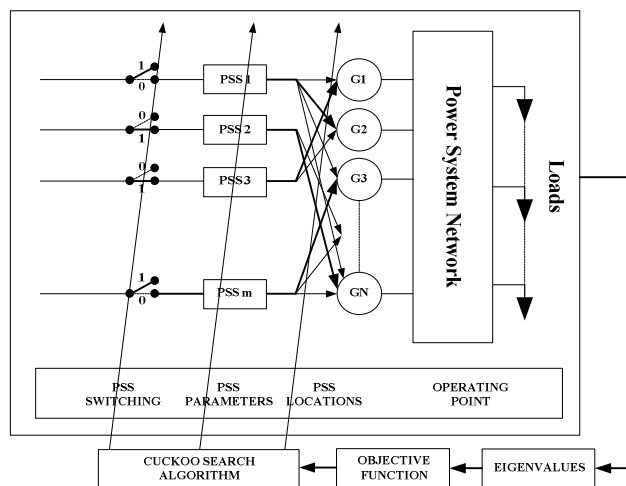 1
0
PSS 1
G1
0
1
PSS 2
G2
0
1
PSS 3
G3
1
0
PSS m
GN
Power System Network
Loads
PSS SWITCHING
PSS PARAMETERS
PSS LOCATIONS
OPERATING POINT
CUCKOO SEARCH
ALGORITHM
OBJECTIVE
FUNCTION
EIGENVALUES